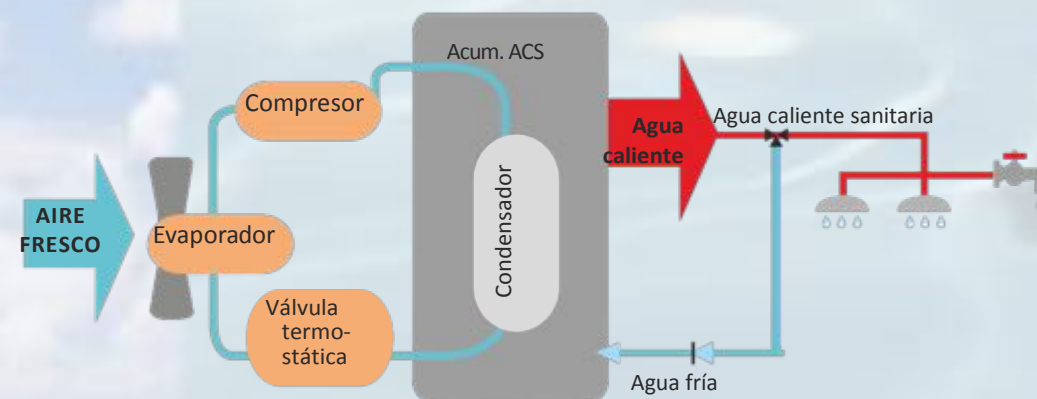 Acum. ACS
Compresor
Agua caliente sanitaria
Agua
caliente
AIRE
FRESCO
Evaporador
Condensador
Válvula
termo-
stática
Agua fría